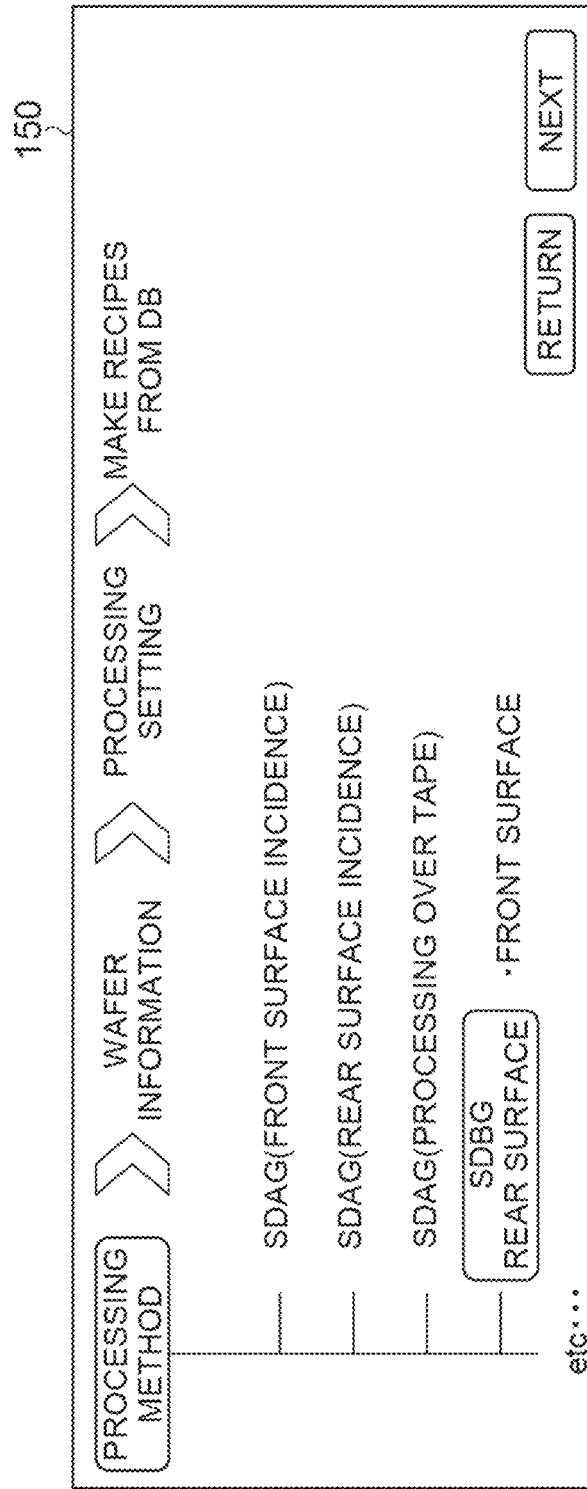 150
PROCESSING
METHOD
WAFER
INFORMATION
PROCESSING
SETTING
MAKE RECIPES
FROM DB
SDAG(FRONT SURFACE INCIDENCE)
SDAG(REAR SURFACE INCIDENCE)
SDAG(PROCESSING OVER TAPE)
SDBG
REAR SURFACE ·FRONT SURFACE
etc···
RETURN
NEXT